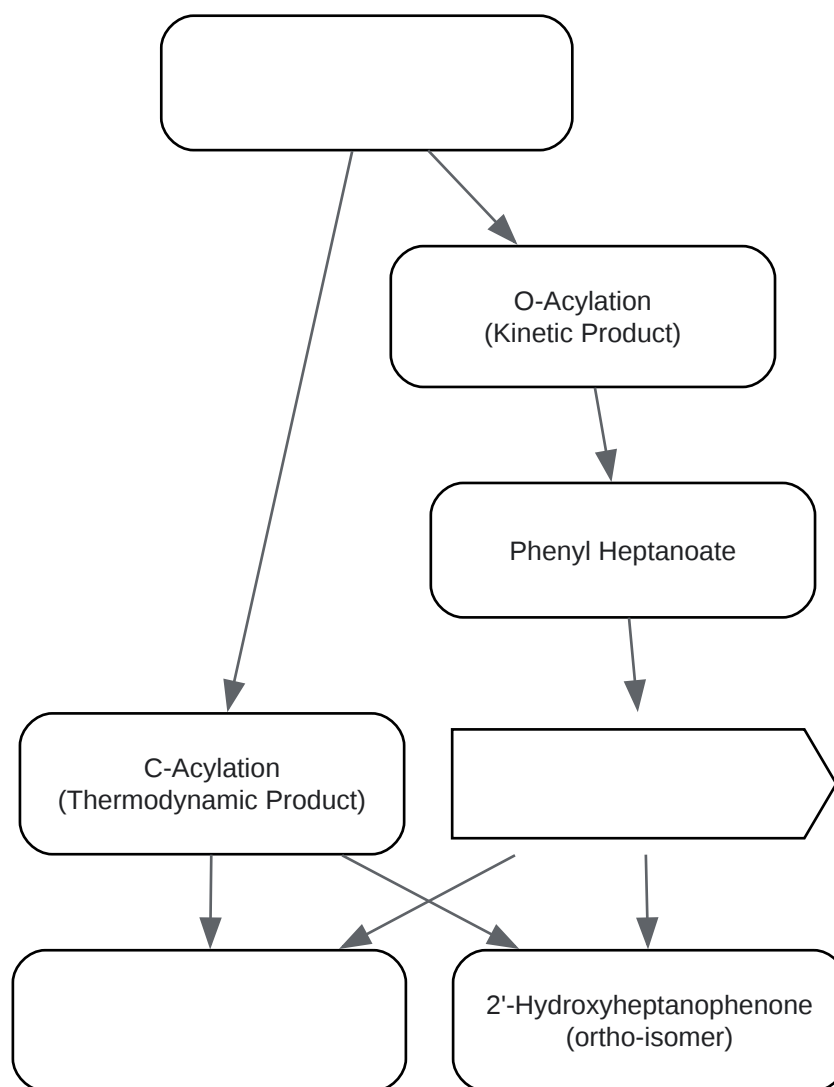 O-Acylation
(Kinetic Product)
Phenyl Heptanoate
C-Acylation
(Thermodynamic Product)
2'-Hydroxyheptanophenone
(ortho-isomer)